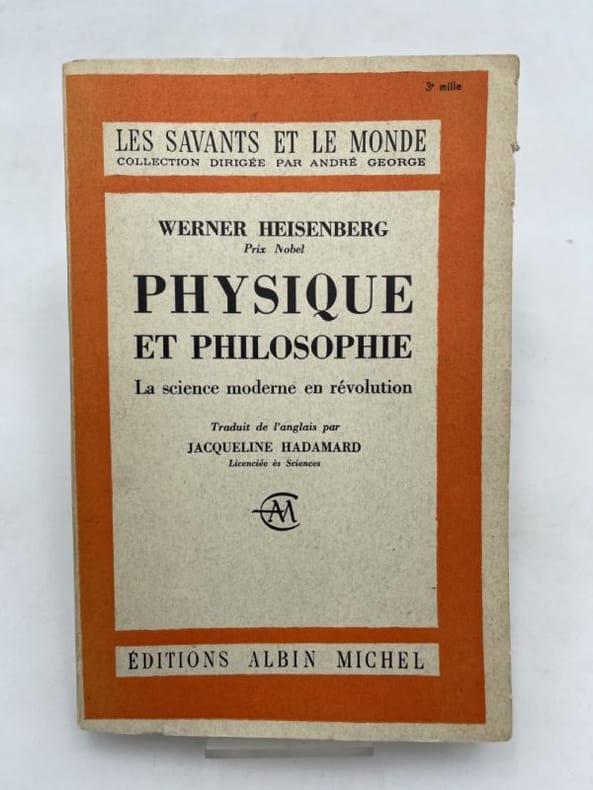 3e mille
LES SAVANTS ET LE MONDE
COLLECTION DIRIGÉE PAR ANDRÉ GEORGE
WERNER HEISENBERG
Prix Nobel
PHYSIQUE
ET PHILOSOPHIE
La science moderne en révolution
Traduit de l'anglais par
JACQUELINE HADAMARD
Licenciée ès Sciences
AM
ÉDITIONS ALBIN MICHEL